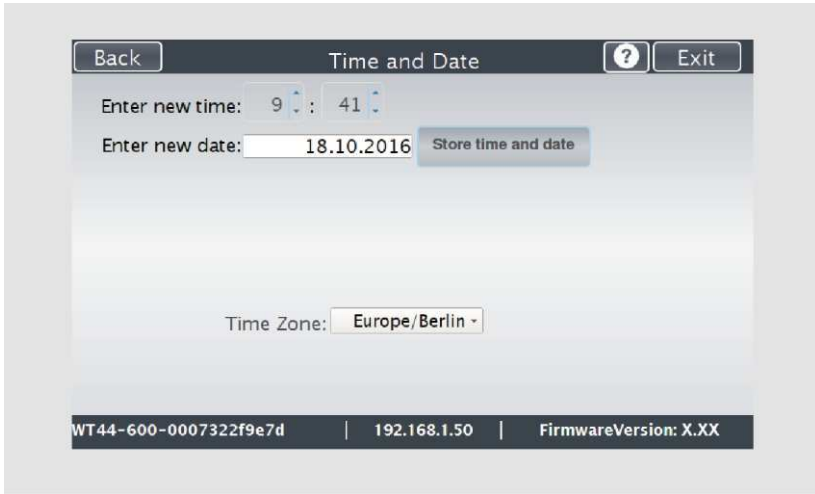 Back Time and Date ? Exit
Enter new time: 9 : 41
Enter new date: 18.10.2016 Store time and date
Time Zone: Europe/Berlin
WT44-600-0007322f9e7d | 192.168.1.50 | FirmwareVersion: X.XX